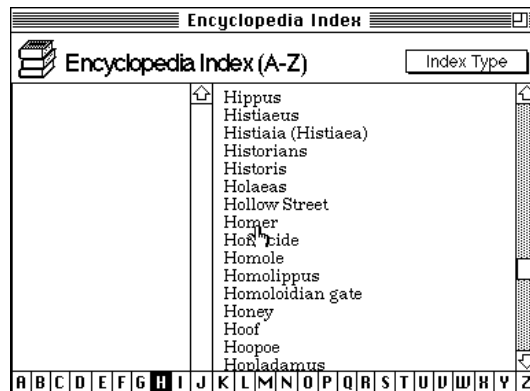 Encyclopedia Index
Encyclopedia Index (A-Z)
Index Type
Hippus
Histiaeus
Histiaia (Histiaea)
Historians
Historis
Holaeas
Hollow Street
Homer
Homicide
Homole
Homolippus
Homoloidian gate
Honey
Hoof
Hoopoe
Hopladamus
A B C D E F G H I J K L M N O P Q R S T U V W X Y Z